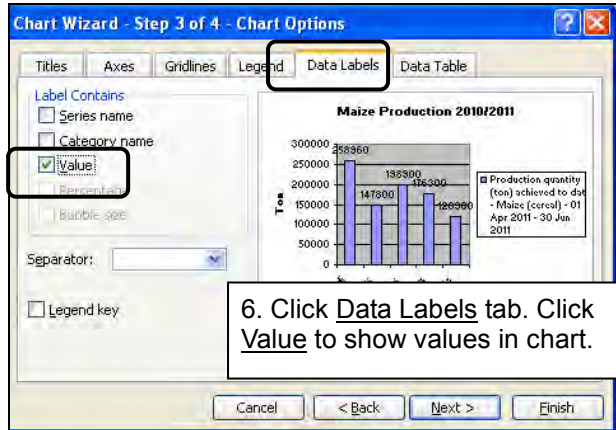 Chart Wizard - Step 3 of 4 - Chart Options
Titles Axes Gridlines Legend Data Labels Data Table
Label Contains
Series name
Category name
Value
Percentage
Bubble size
Separator:
Legend key
Maize Production 2010/2011
Ton
300000
250000
200000
150000
100000
50000
0
258960
147800
198900
176300
Production quantity
(ton) achieved to dat
- Maize (cereal) - 01
Apr 2011 - 30 Jun
2011
6. Click Data Labels tab. Click
Value to show values in chart.
Cancel < Back Next > Finish